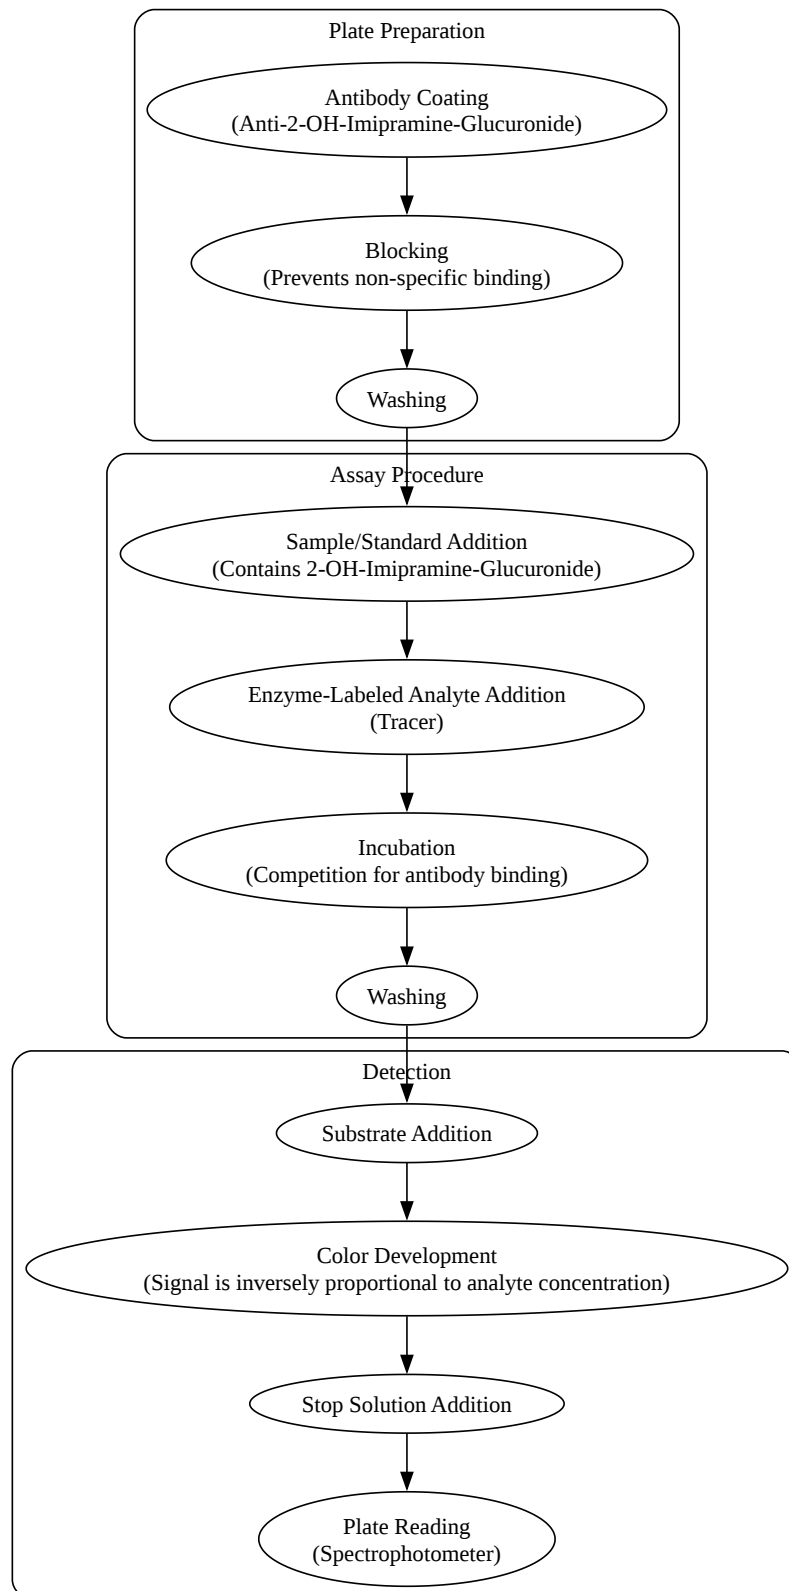 Plate Preparation
Antibody Coating
(Anti-2-OH-Imipramine-Glucuronide)
Blocking
(Prevents non-specific binding)
Washing
Assay Procedure
Sample/Standard Addition
(Contains 2-OH-Imipramine-Glucuronide)
Enzyme-Labeled Analyte Addition
(Tracer)
Incubation
(Competition for antibody binding)
Washing
Detection
Substrate Addition
Color Development
(Signal is inversely proportional to analyte concentration)
Stop Solution Addition
Plate Reading
(Spectrophotometer)